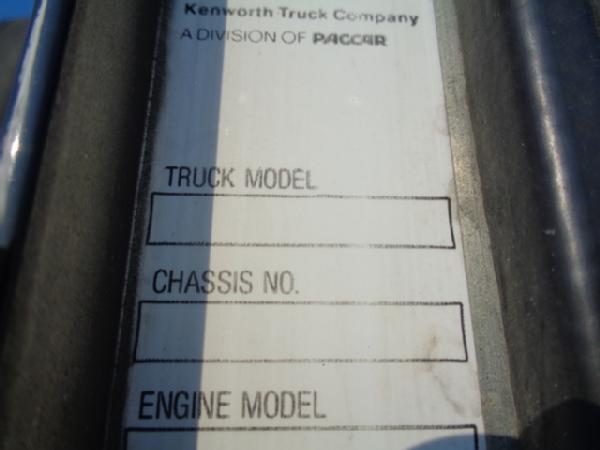 Kenworth Truck Company
A DIVISION OF PACCAR
TRUCK MODEL
CHASSIS NO.
ENGINE MODEL